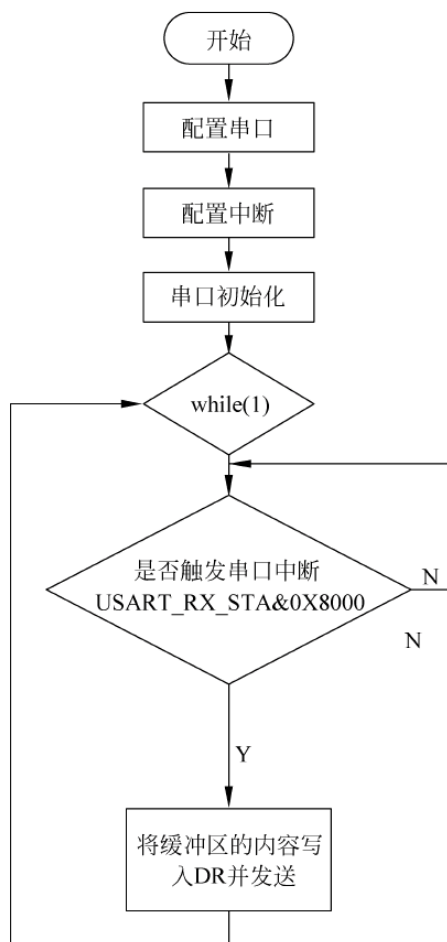 开始
配置串口
配置中断
串口初始化
while(1)
是否触发串口中断
USART_RX_STA&0X8000
N
N
Y
将缓冲区的内容写
入DR并发送